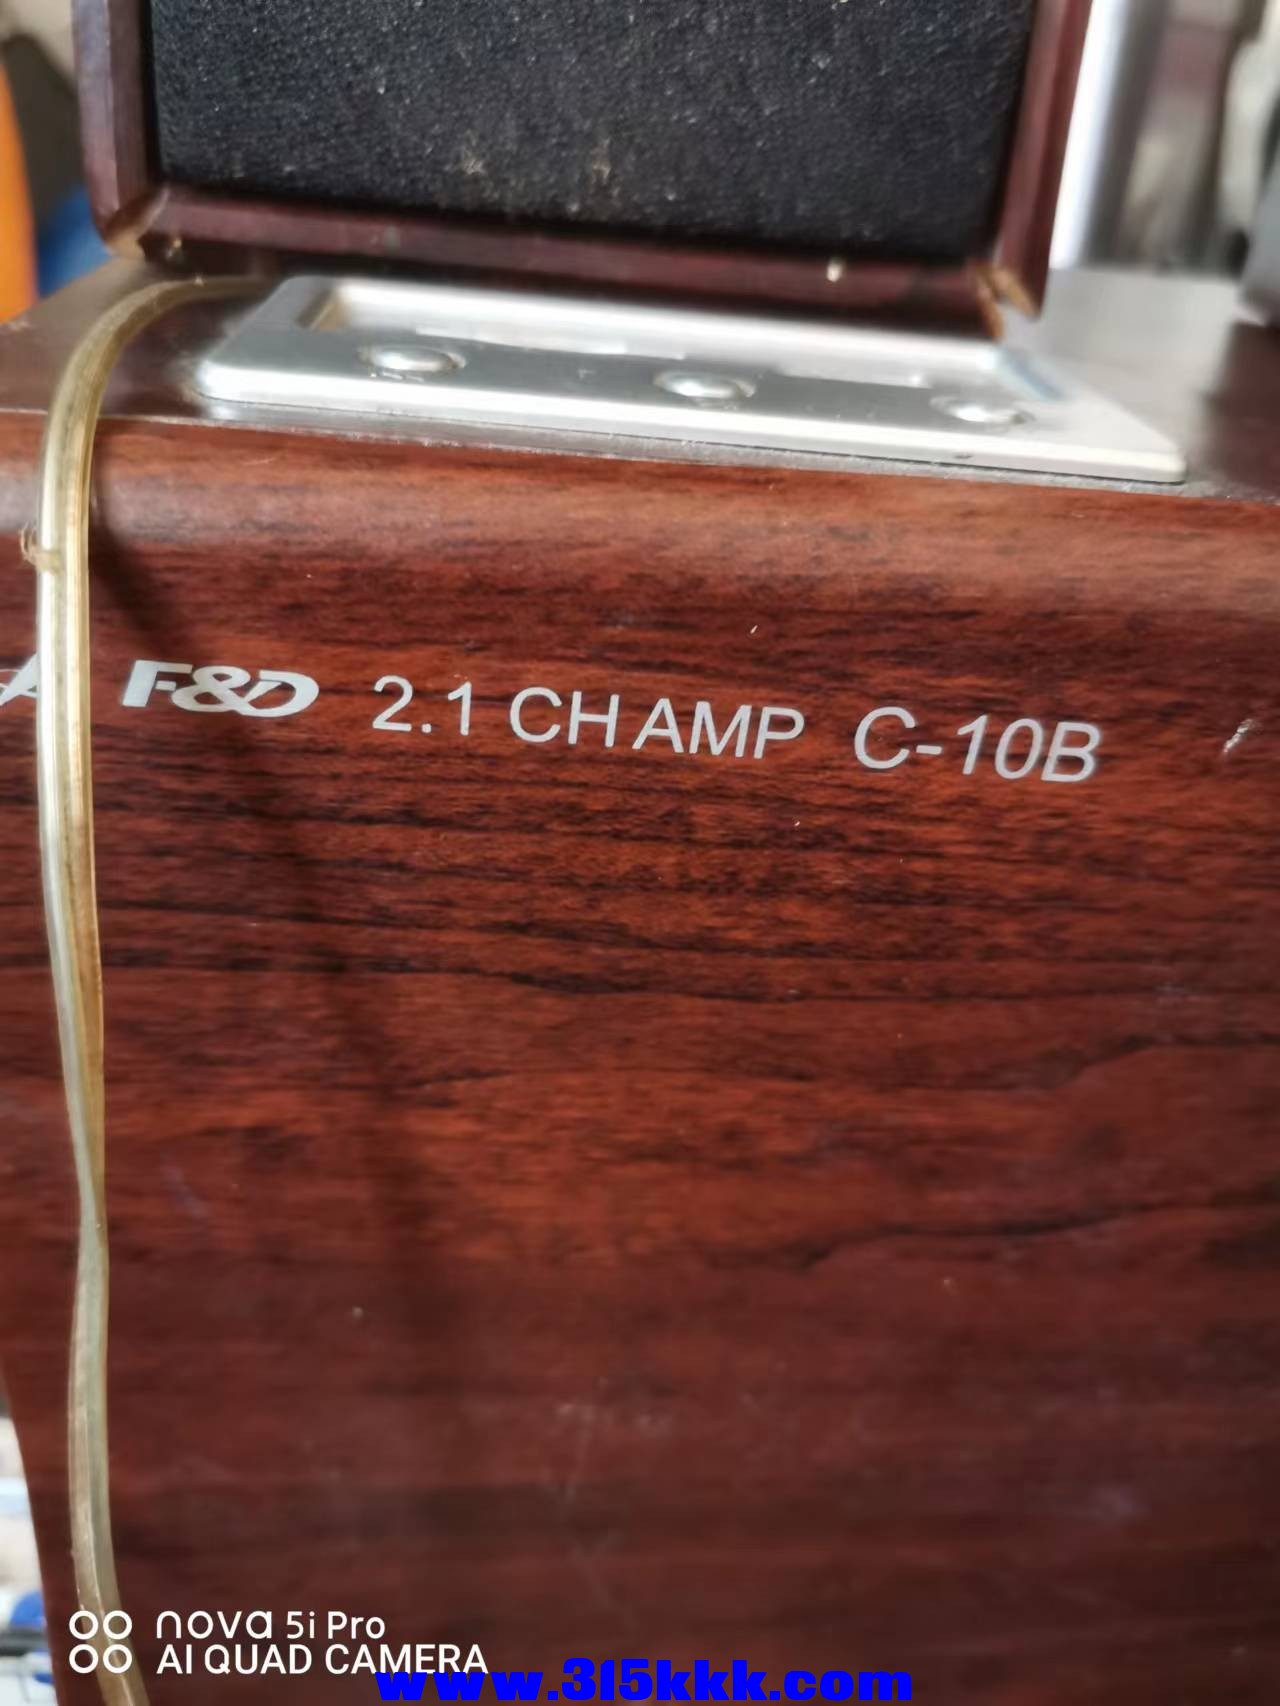 F&D 2.1 CH AMP C-10B
nova 5i Pro
AI QUAD CAMERA
www.315kkk.com